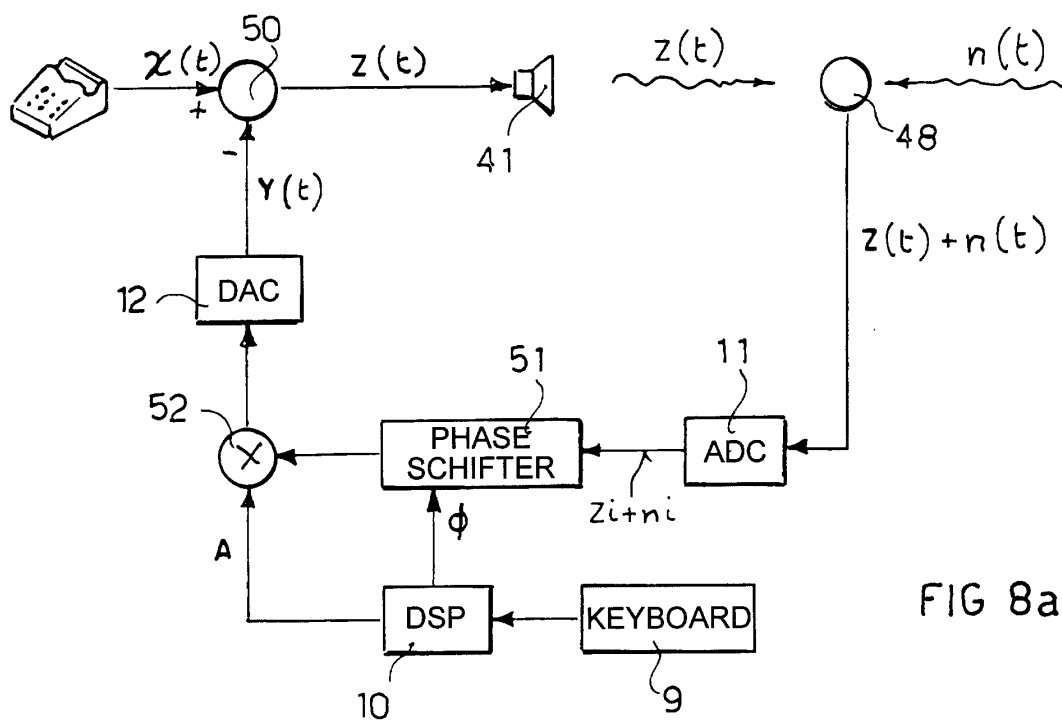 50
x(t)
+
-
z(t)
41
z(t)
n(t)
48
Y(t)
z(t)+n(t)
12
DAC
52
X
51
PHASE
SCHIFTER
11
ADC
zi+ni
A
ϕ
DSP
KEYBOARD
10
9
FIG 8a